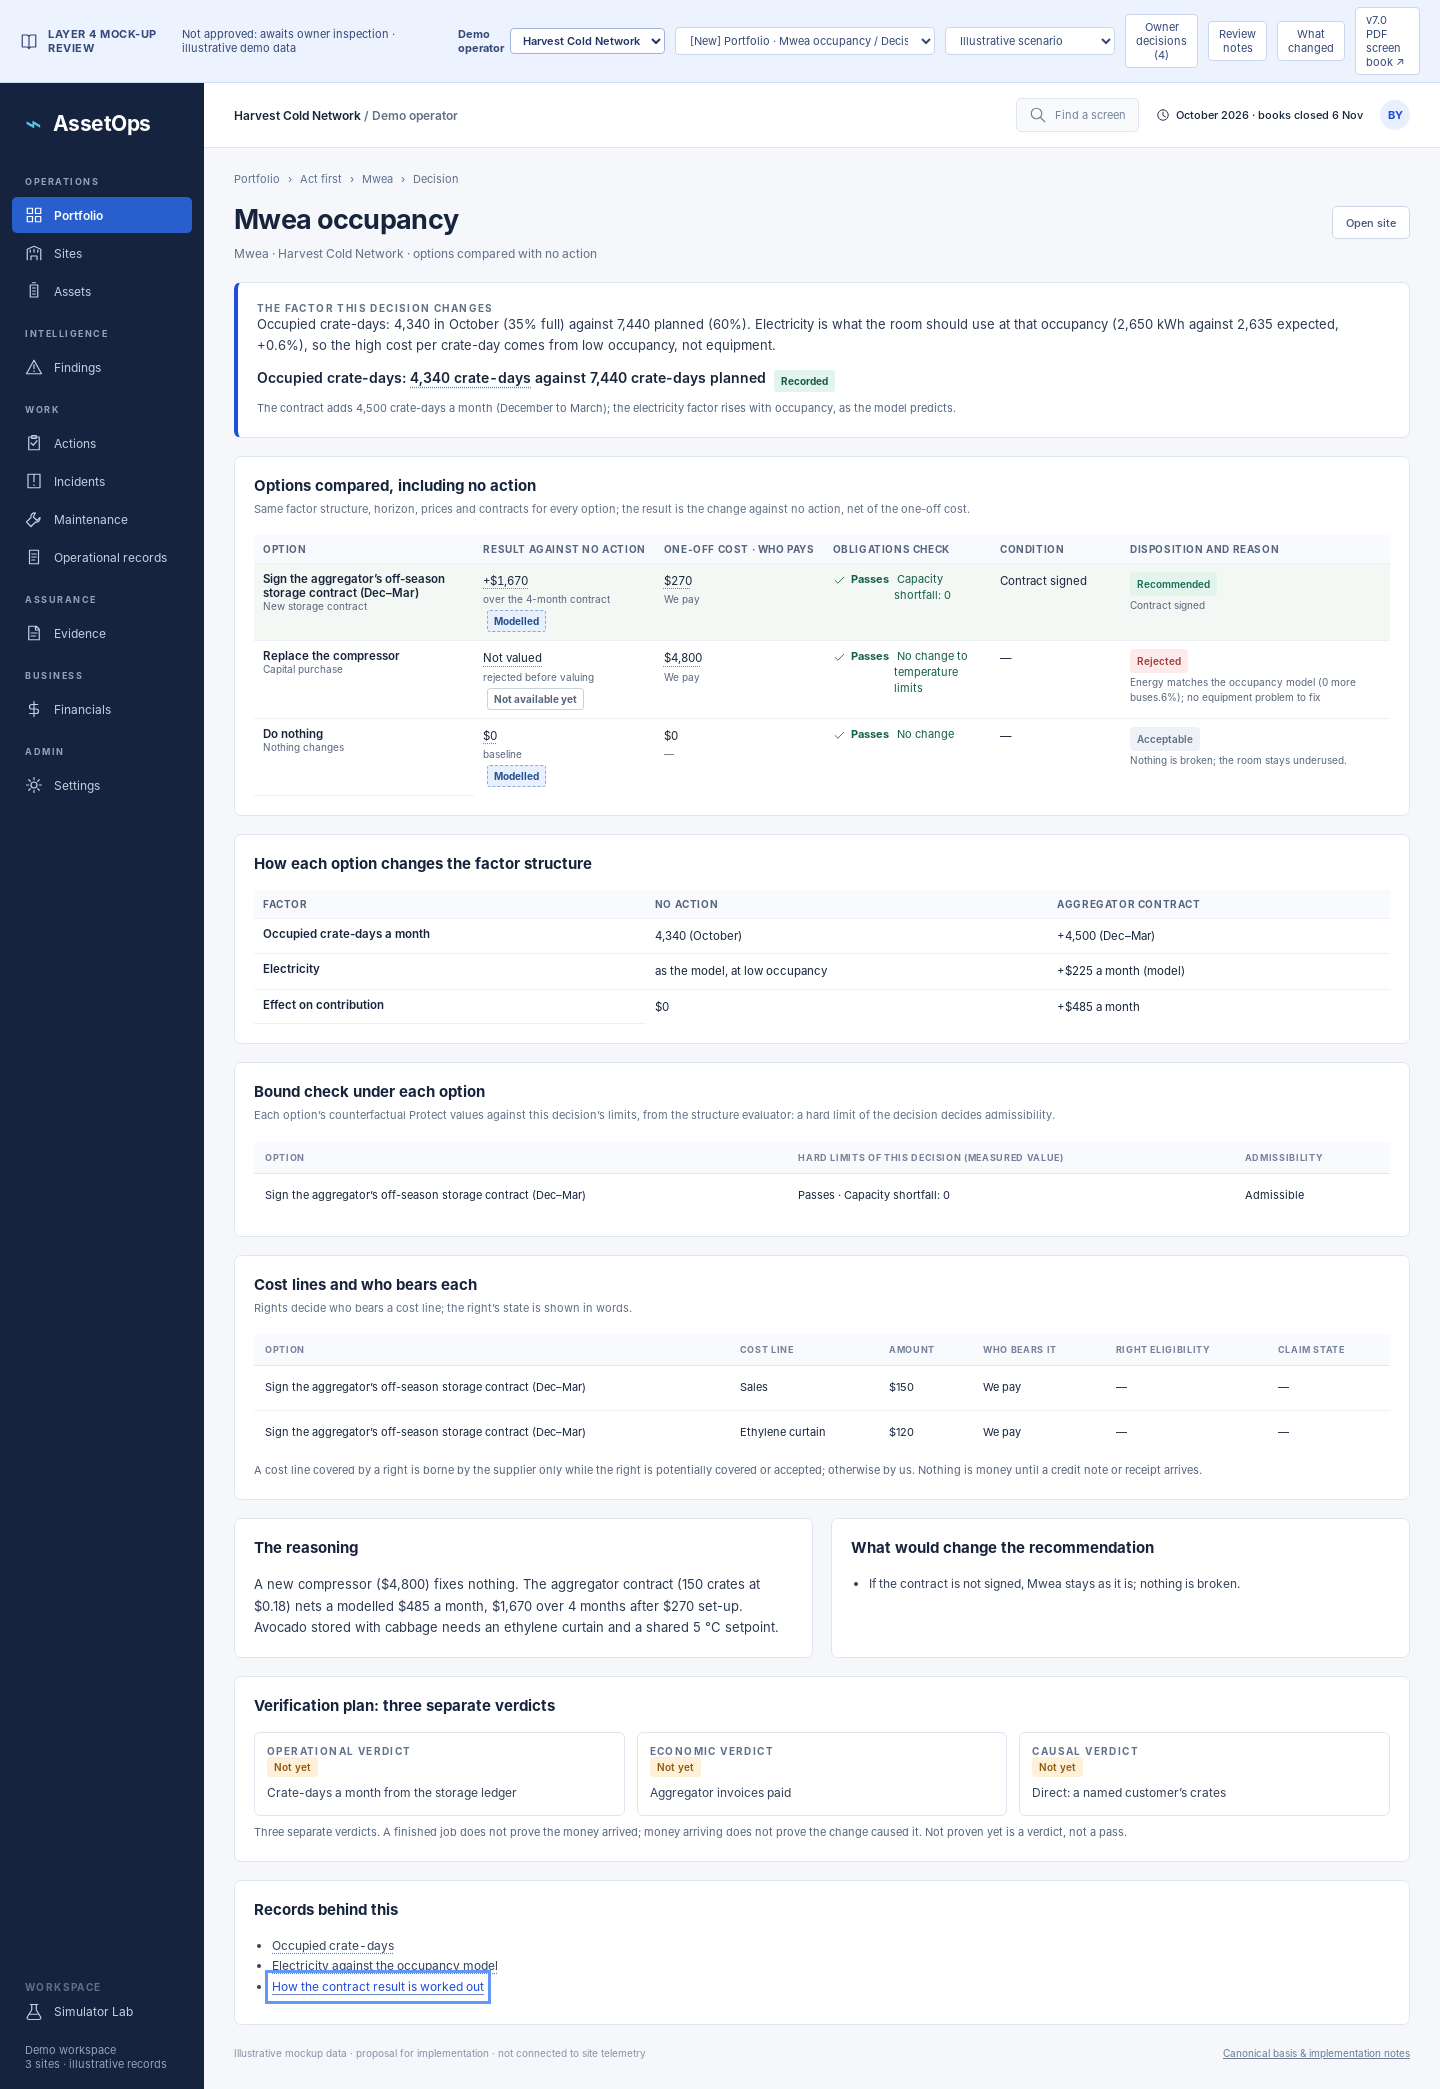 LAYER 4 MOCK-UP
REVIEW
Not approved: awaits owner inspection ·
illustrative demo data
Demo
operator
Harvest Cold Network
[New] Portfolio · Mwea occupancy / Decis
Illustrative scenario
Owner
decisions
(4)
Review
notes
What
changed
v7.0
PDF
screen
book ↗
AssetOps
OPERATIONS
Portfolio
Sites
Assets
INTELLIGENCE
Findings
WORK
Actions
Incidents
Maintenance
Operational records
ASSURANCE
Evidence
BUSINESS
Financials
ADMIN
Settings
WORKSPACE
Simulator Lab
Demo workspace
3 sites · illustrative records
Harvest Cold Network / Demo operator
Find a screen
October 2026 · books closed 6 Nov
BY
Portfolio › Act first › Mwea › Decision
Mwea occupancy
Open site
Mwea · Harvest Cold Network · options compared with no action
THE FACTOR THIS DECISION CHANGES
Occupied crate-days: 4,340 in October (35% full) against 7,440 planned (60%). Electricity is what the room should use at that occupancy (2,650 kWh against 2,635 expected,
+0.6%), so the high cost per crate-day comes from low occupancy, not equipment.
Occupied crate-days: 4,340 crate-days against 7,440 crate-days planned Recorded
The contract adds 4,500 crate-days a month (December to March); the electricity factor rises with occupancy, as the model predicts.
Options compared, including no action
Same factor structure, horizon, prices and contracts for every option; the result is the change against no action, net of the one-off cost.
OPTION RESULT AGAINST NO ACTION ONE-OFF COST · WHO PAYS OBLIGATIONS CHECK CONDITION DISPOSITION AND REASON
Sign the aggregator's off-season
storage contract (Dec–Mar)
New storage contract
+$1,670
over the 4-month contract
Modelled
$270
We pay
Passes Capacity
shortfall: 0
Contract signed
Recommended
Contract signed
Replace the compressor
Capital purchase
Not valued
rejected before valuing
Not available yet
$4,800
We pay
Passes No change to
temperature
limits
—
Rejected
Energy matches the occupancy model (0 more
buses.6%); no equipment problem to fix
Do nothing
Nothing changes
$0
baseline
Modelled
$0
—
Passes No change
—
Acceptable
Nothing is broken; the room stays underused.
How each option changes the factor structure
FACTOR NO ACTION AGGREGATOR CONTRACT
Occupied crate-days a month 4,340 (October) +4,500 (Dec–Mar)
Electricity as the model, at low occupancy +$225 a month (model)
Effect on contribution $0 +$485 a month
Bound check under each option
Each option's counterfactual Protect values against this decision's limits, from the structure evaluator: a hard limit of the decision decides admissibility.
OPTION HARD LIMITS OF THIS DECISION (MEASURED VALUE) ADMISSIBILITY
Sign the aggregator's off-season storage contract (Dec–Mar) Passes · Capacity shortfall: 0 Admissible
Cost lines and who bears each
Rights decide who bears a cost line; the right's state is shown in words.
OPTION COST LINE AMOUNT WHO BEARS IT RIGHT ELIGIBILITY CLAIM STATE
Sign the aggregator's off-season storage contract (Dec–Mar) Sales $150 We pay — —
Sign the aggregator's off-season storage contract (Dec–Mar) Ethylene curtain $120 We pay — —
A cost line covered by a right is borne by the supplier only while the right is potentially covered or accepted; otherwise by us. Nothing is money until a credit note or receipt arrives.
The reasoning
A new compressor ($4,800) fixes nothing. The aggregator contract (150 crates at
$0.18) nets a modelled $485 a month, $1,670 over 4 months after $270 set-up.
Avocado stored with cabbage needs an ethylene curtain and a shared 5 °C setpoint.
What would change the recommendation
• If the contract is not signed, Mwea stays as it is; nothing is broken.
Verification plan: three separate verdicts
OPERATIONAL VERDICT
Not yet
Crate-days a month from the storage ledger
ECONOMIC VERDICT
Not yet
Aggregator invoices paid
CAUSAL VERDICT
Not yet
Direct: a named customer's crates
Three separate verdicts. A finished job does not prove the money arrived; money arriving does not prove the change caused it. Not proven yet is a verdict, not a pass.
Records behind this
• Occupied crate-days
• Electricity against the occupancy model
• How the contract result is worked out
Illustrative mockup data · proposal for implementation · not connected to site telemetry
Canonical basis & implementation notes